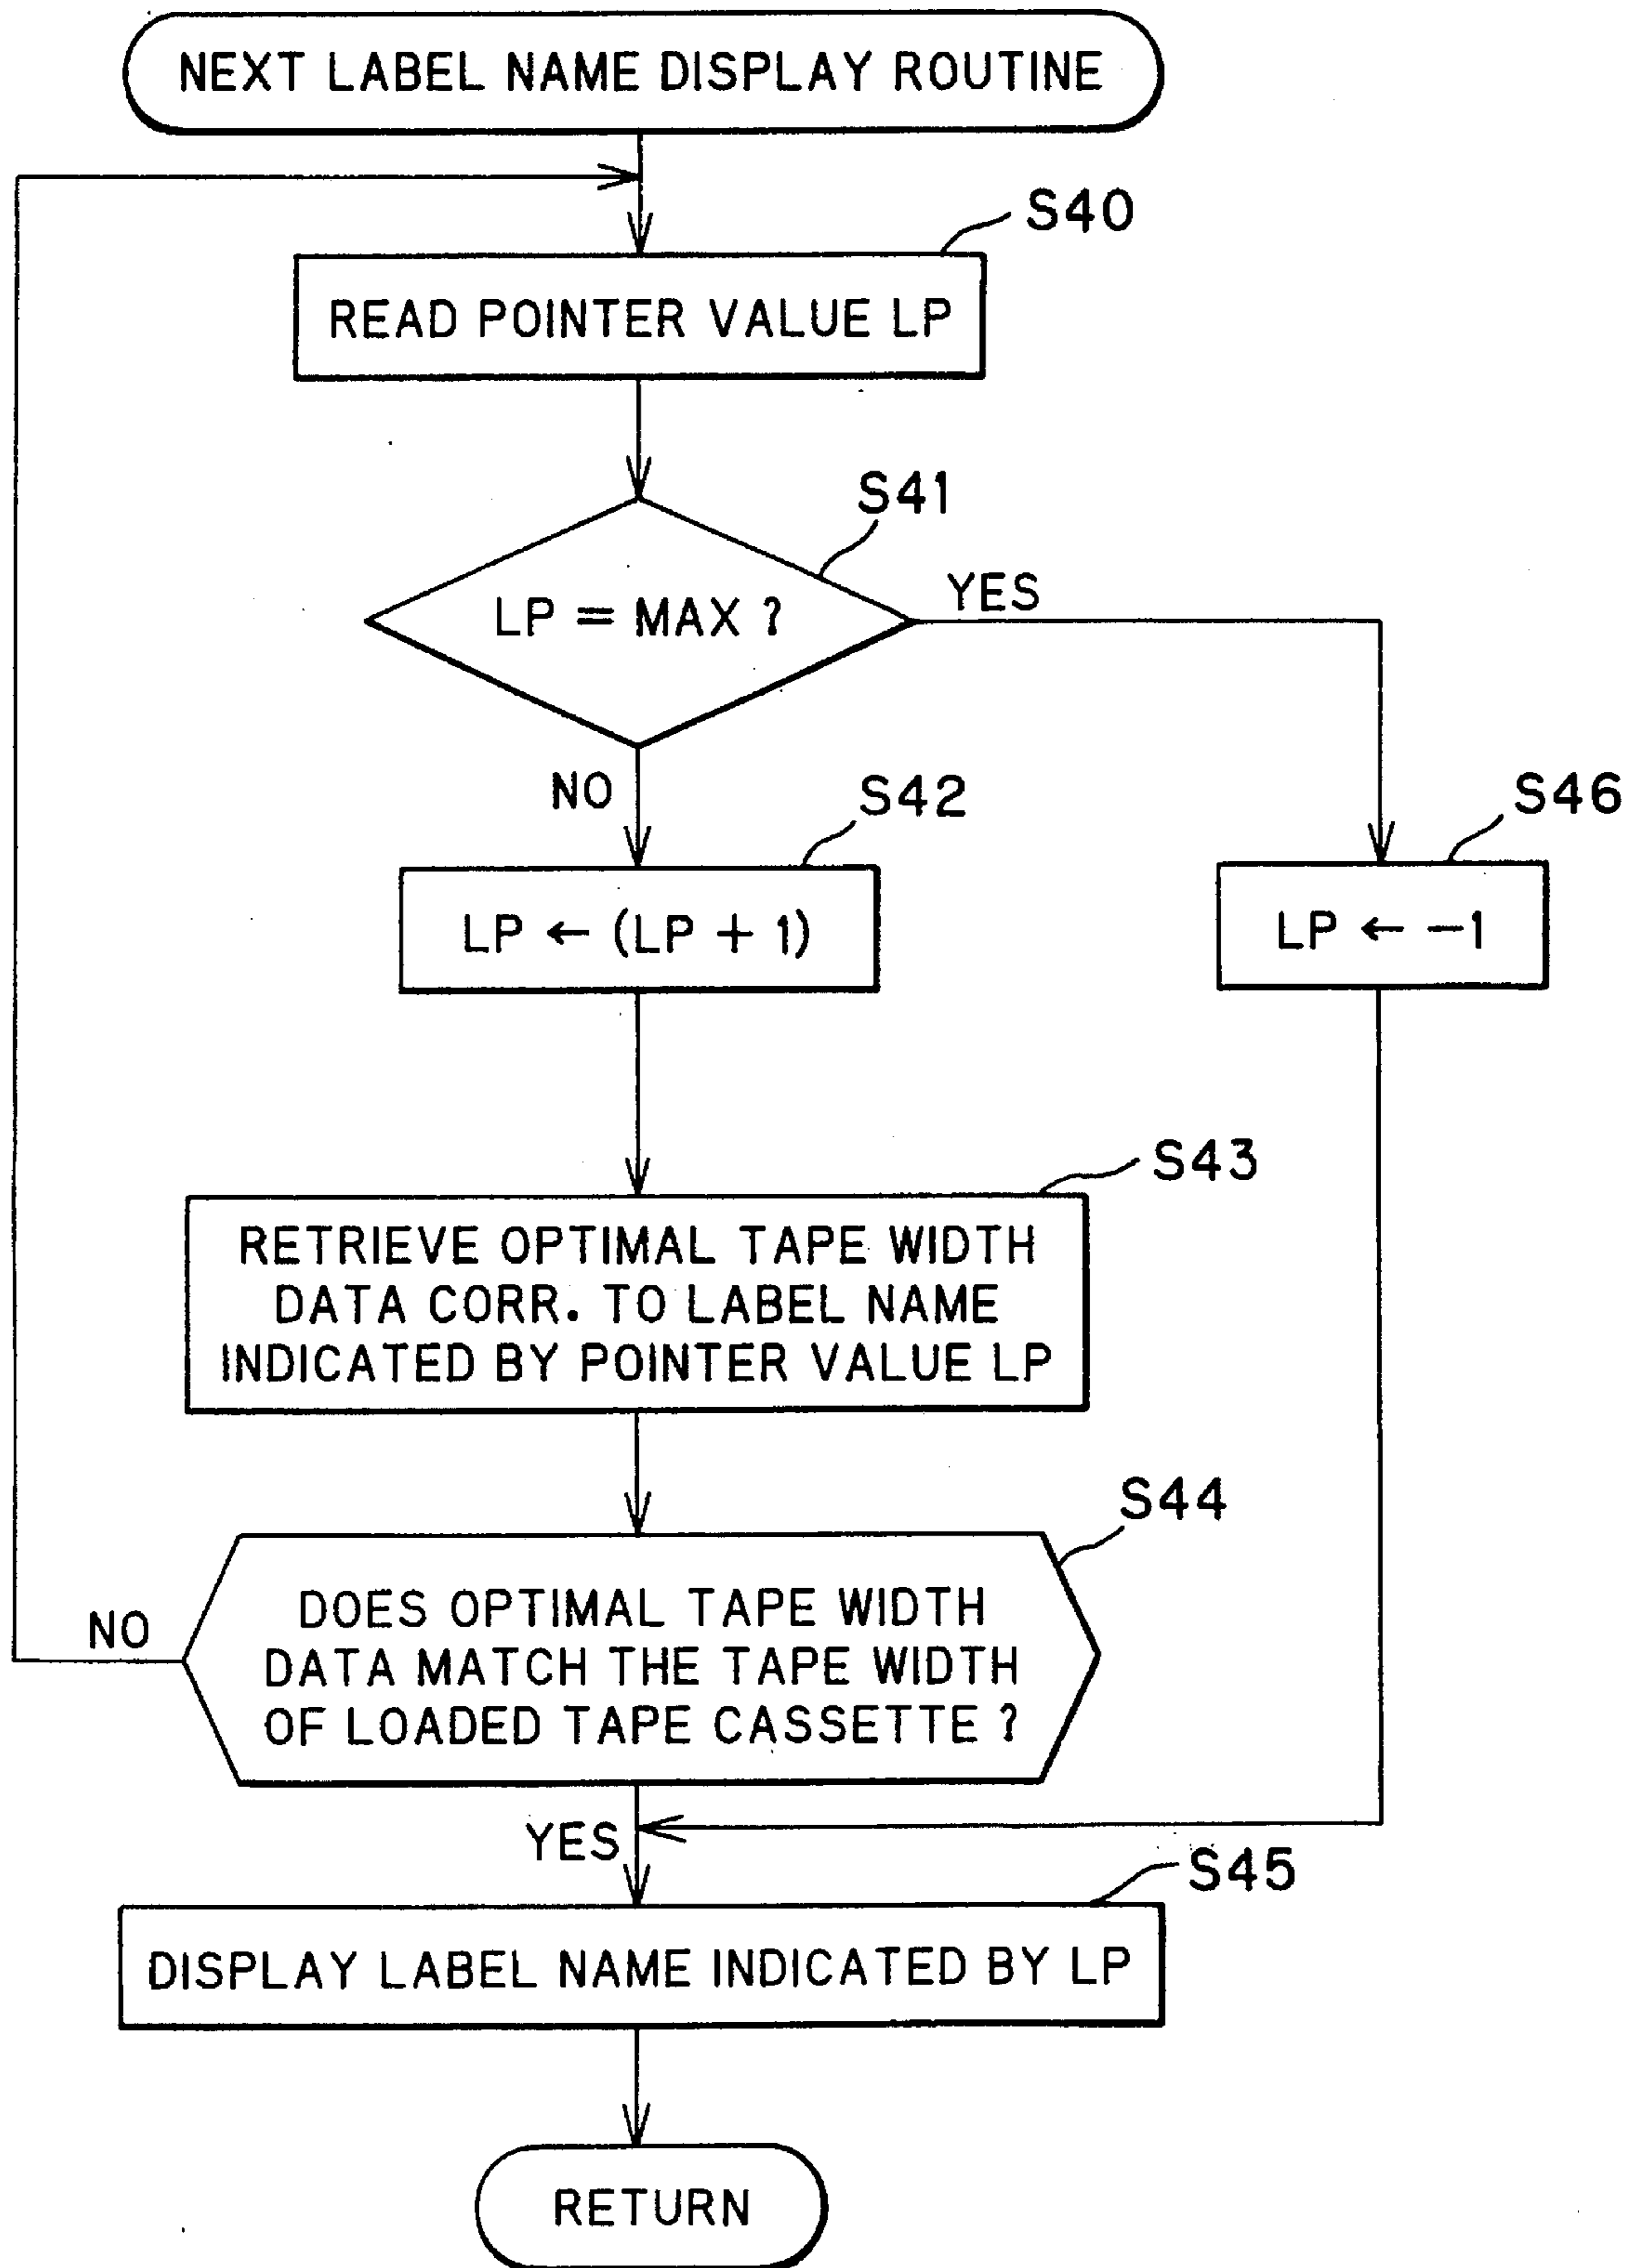 NEXT LABEL NAME DISPLAY ROUTINE
S40
READ POINTER VALUE LP
S41
LP = MAX ?
YES
NO
S42
LP ← (LP + 1)
S46
LP ← −1
S43
RETRIEVE OPTIMAL TAPE WIDTH
DATA CORR. TO LABEL NAME
INDICATED BY POINTER VALUE LP
S44
DOES OPTIMAL TAPE WIDTH
DATA MATCH THE TAPE WIDTH
OF LOADED TAPE CASSETTE ?
NO
YES
S45
DISPLAY LABEL NAME INDICATED BY LP
RETURN